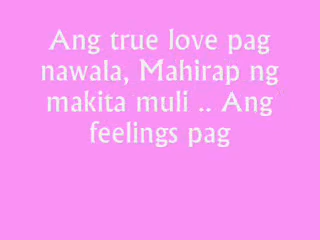 Ang true love pag
nawala, Mahirap ng
makita muli .. Ang
feelings pag